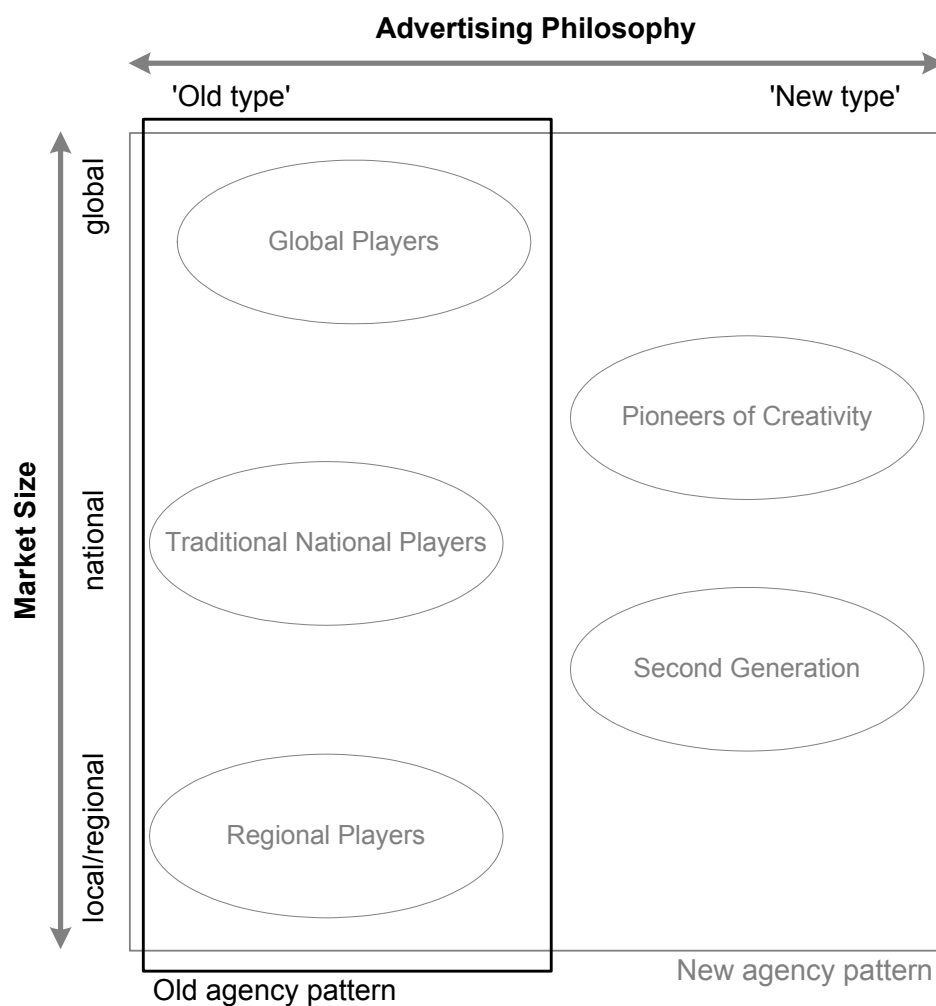 Advertising Philosophy
'Old type'
'New type'
Market Size
global
national
local/regional
Global Players
Pioneers of Creativity
Traditional National Players
Second Generation
Regional Players
New agency pattern
Old agency pattern